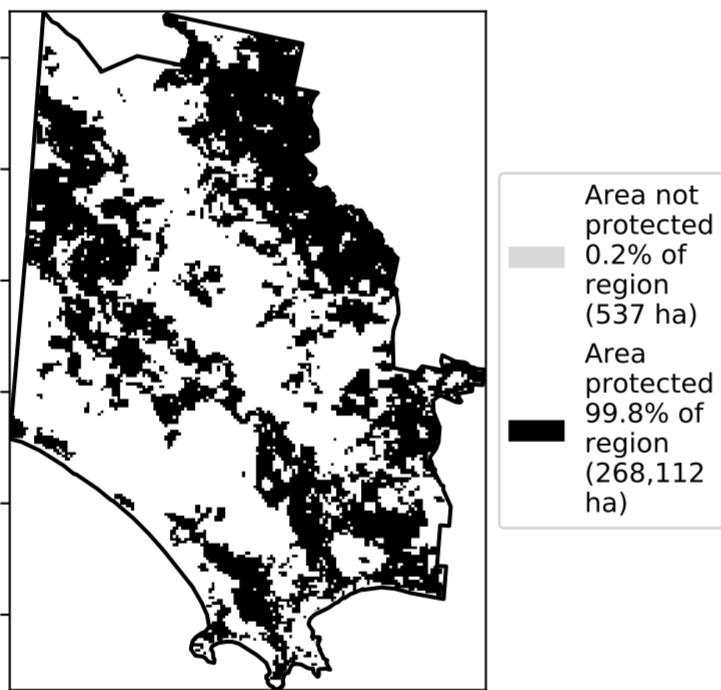 Area not
protected
0.2% of
region
(537 ha)
Area
protected
99.8% of
region
(268,112
ha)